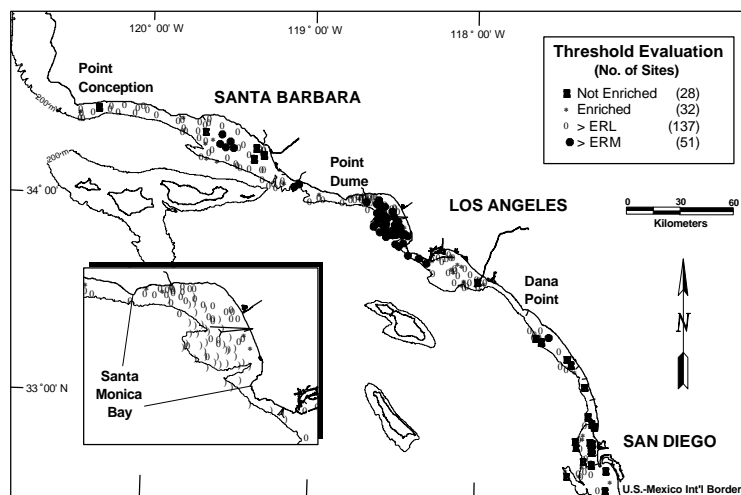 120° 00' W
119° 00' W
118° 00' W
Threshold Evaluation
(No. of Sites)
Not Enriched (28)
* Enriched (32)
0 > ERL (137)
> ERM (51)
Point
Conception
SANTA BARBARA
200-m
200-m
Point
Dume
34° 00' N
LOS ANGELES
0 30 60
Kilometers
Dana
Point
N
Santa
Monica
Bay
33° 00' N
SAN DIEGO
U.S.-Mexico Int'l Border